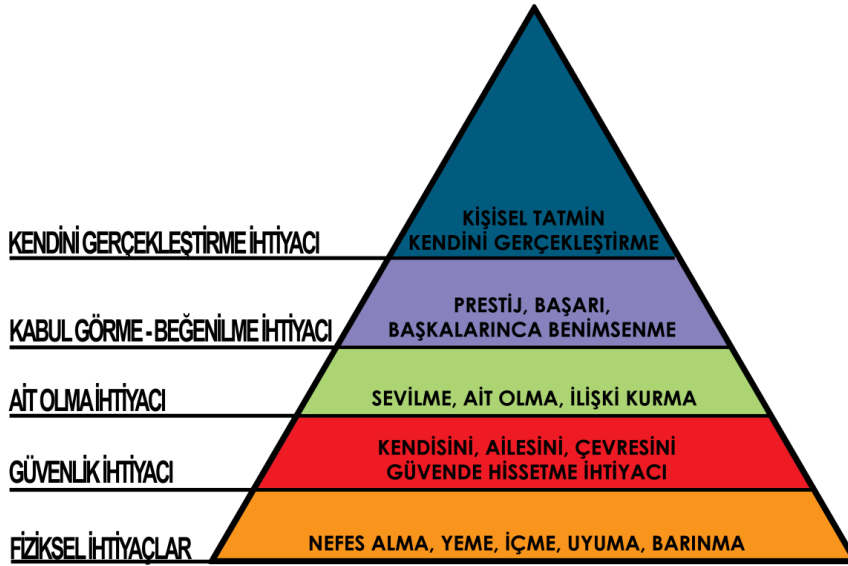 KİŞİSEL TATMİN
KENDİNİ GERÇEKLEŞTİRME
KENDİNİ GERÇEKLEŞTİRME İHTİYACI
PRESTİJ, BAŞARI,
BAŞKALARINCA BENİMSENME
KABUL GÖRME - BEĞENİLME İHTİYACI
SEVİLME, AİT OLMA, İLİŞKİ KURMA
AİT OLMA İHTİYACI
KENDİSİNİ, AİLESİNİ, ÇEVRESİNİ
GÜVENDE HİSSETME İHTİYACI
GÜVENLİK İHTİYACI
NEFES ALMA, YEME, İÇME, UYUMA, BARINMA
FİZİKSEL İHTİYAÇLAR